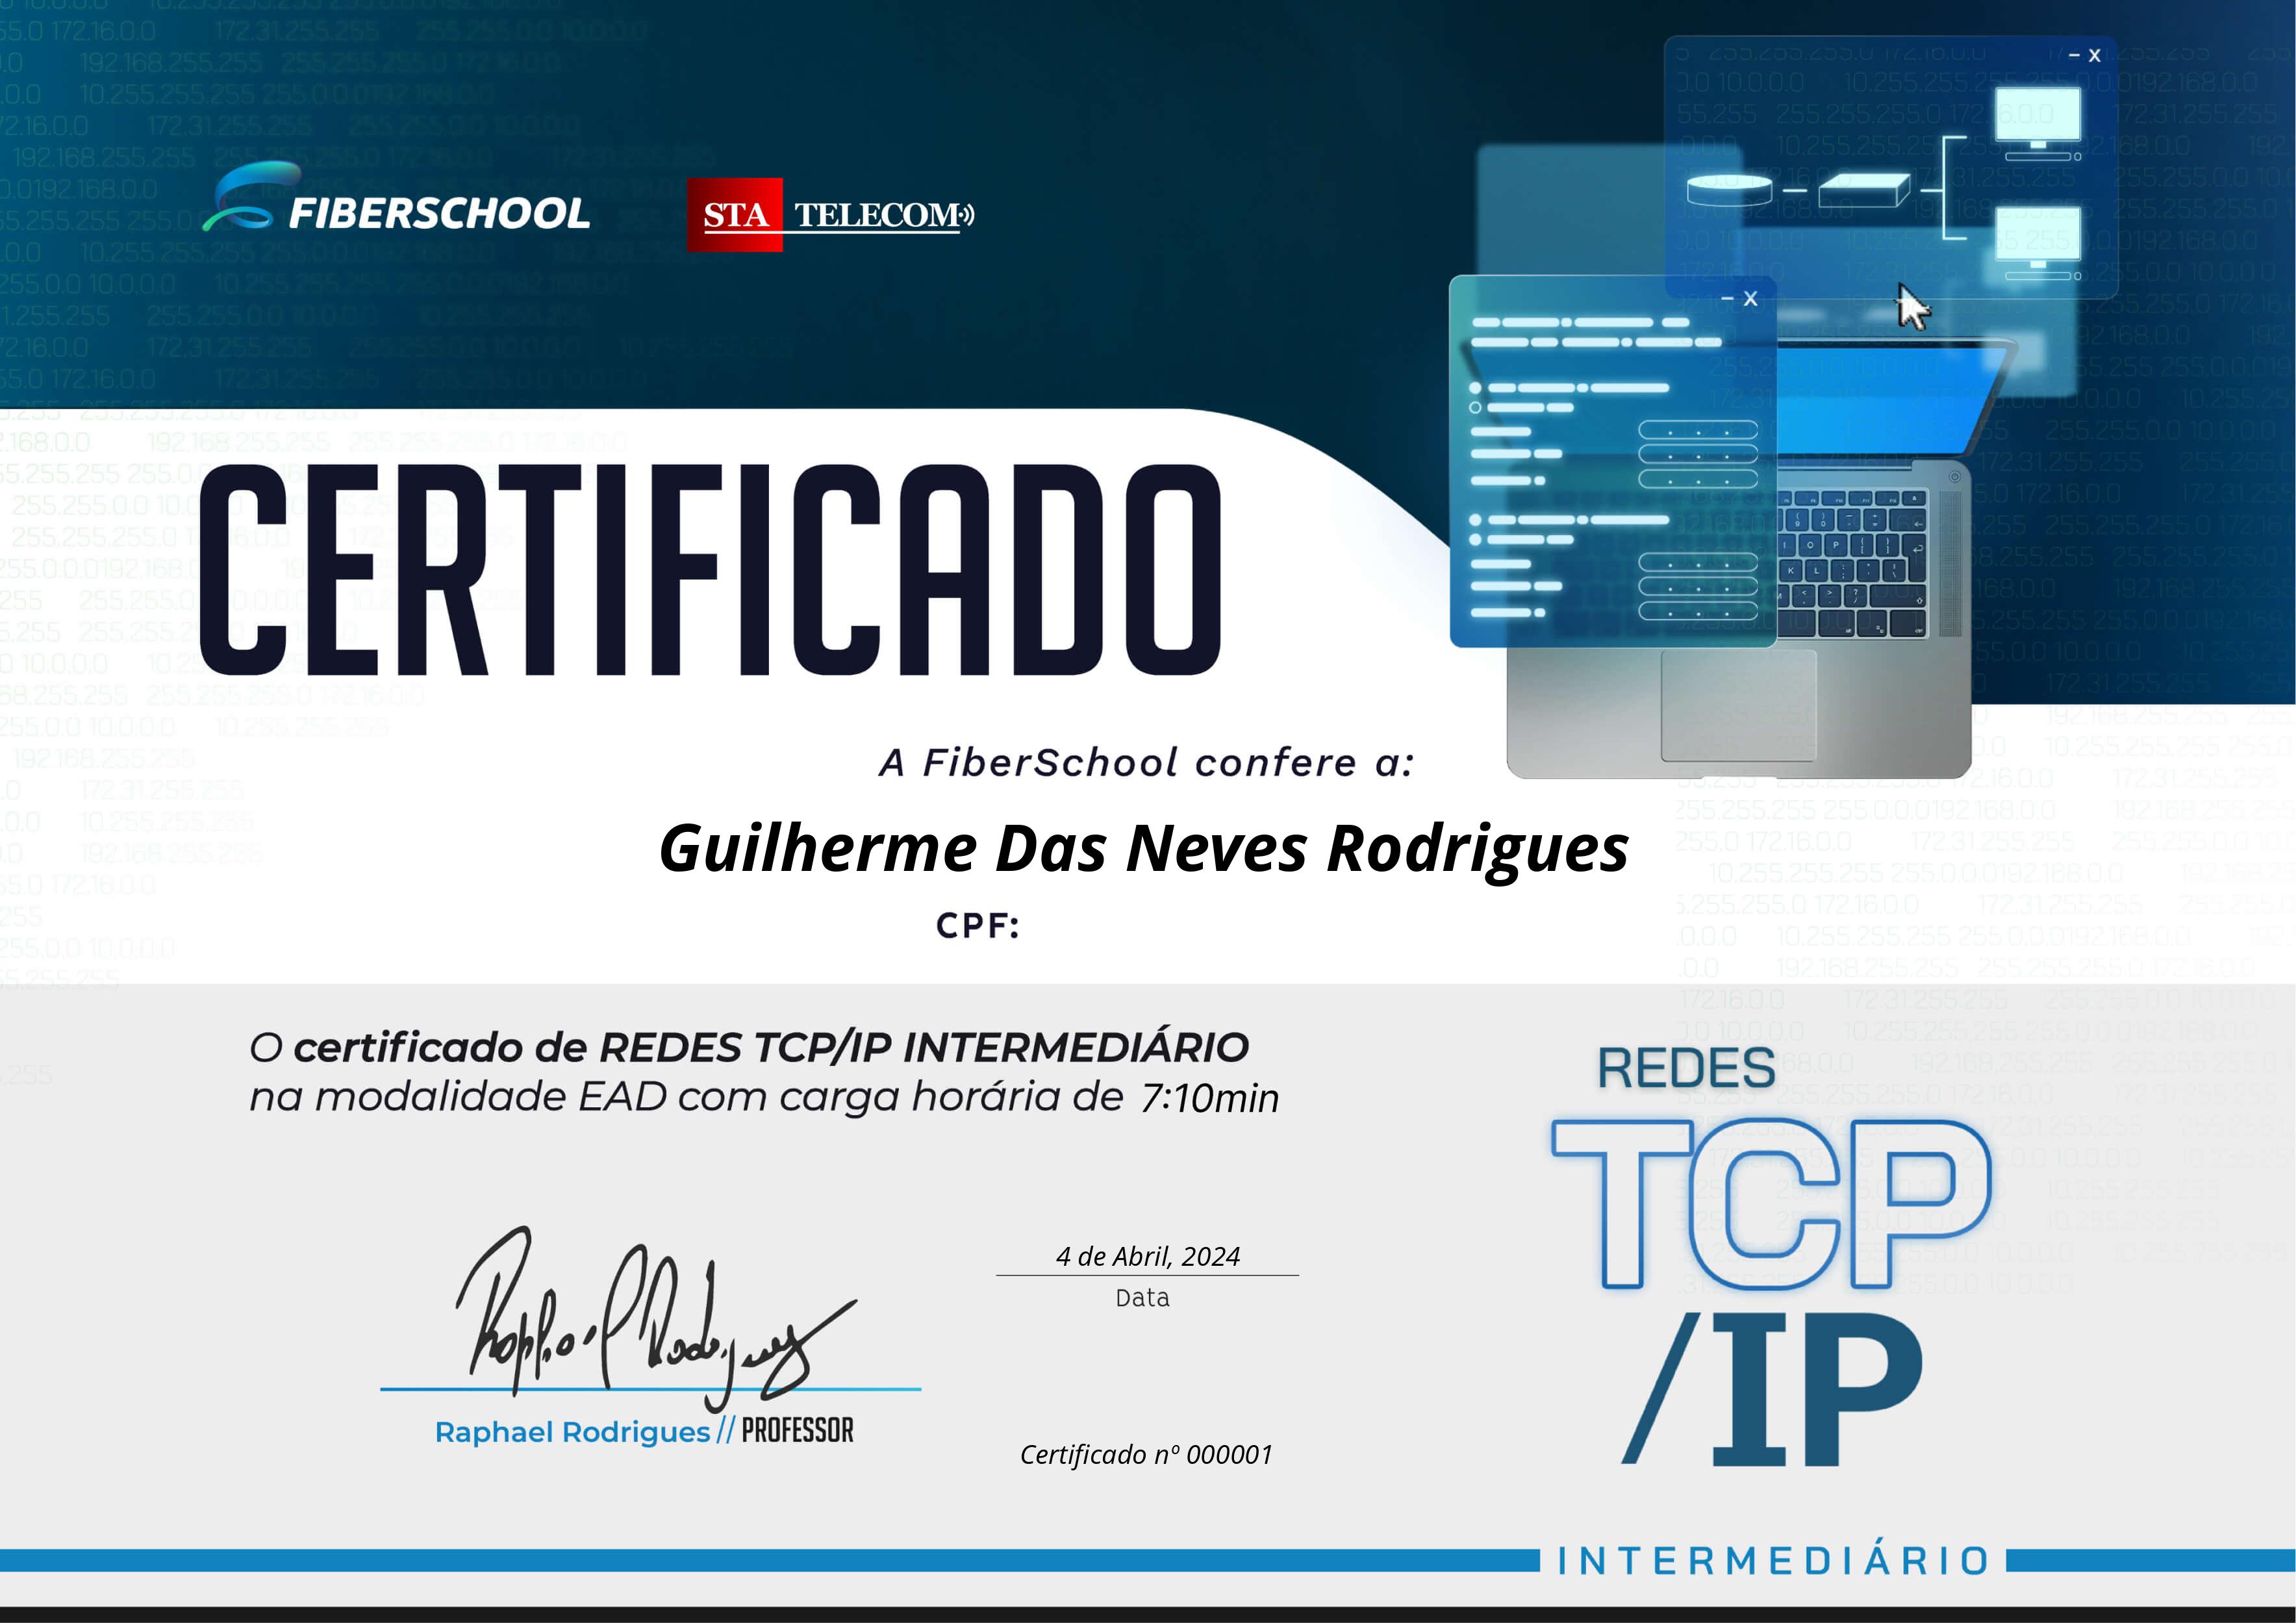 FIBERSCHOOL
STA TELECOM
CERTIFICADO
A FiberSchool confere a:
Guilherme Das Neves Rodrigues
CPF:
O certificado de REDES TCP/IP INTERMEDIÁRIO
na modalidade EAD com carga horária de 7:10min
4 de Abril, 2024
Data
Raphael Rodrigues // PROFESSOR
Certificado nº 000001
REDES
TCP
/IP
INTERMEDIÁRIO